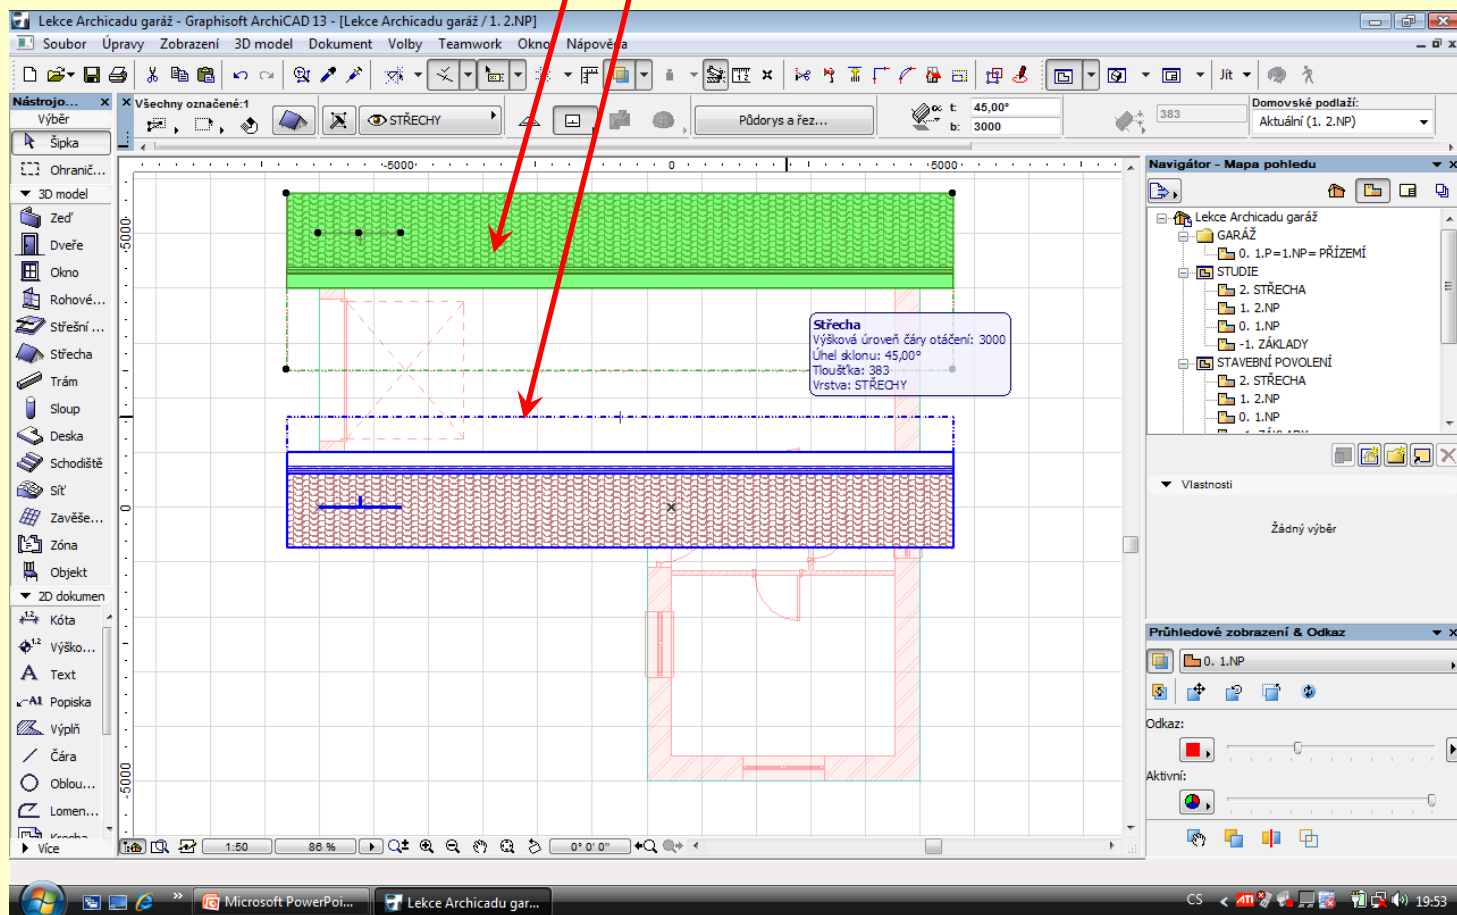 Lekce Archicadu garáž - Graphisoft ArchiCAD 13 - [Lekce Archicadu garáž / 1. 2.NP]
Soubor Úpravy Zobrazení 3D model Dokument Volby Teamwork Okno Nápověda
Jít
Nástrojo...
Výběr
Šipka
Ohranič...
3D model
Zeď
Dveře
Okno
Rohové...
Střešní ...
Střecha
Trám
Sloup
Deska
Schodiště
Síť
Zavěše...
Zóna
Objekt
2D dokumen
Kóta
Výško...
Text
Popiska
Výplň
Čára
Oblou...
Lomen...
Více
Všechny označené:1
STŘECHY
Půdorys a řez...
α t: 45,00°
b: 3000
383
Domovské podlaží:
Aktuální (1. 2.NP)
-5000 0 5000
5000
0
-5000
Střecha
Výšková úroveň čáry otáčení: 3000
Úhel sklonu: 45,00°
Tloušťka: 383
Vrstva: STŘECHY
Navigátor - Mapa pohledu
Lekce Archicadu garáž
GARÁŽ
0. 1.P=1.NP= PŘÍZEMÍ
STUDIE
2. STŘECHA
1. 2.NP
0. 1.NP
-1. ZÁKLADY
STAVEBNÍ POVOLENÍ
2. STŘECHA
1. 2.NP
0. 1.NP
Vlastnosti
Žádný výběr
Průhledové zobrazení & Odkaz
0. 1.NP
Odkaz:
Aktivní:
1:50 86 % 0° 0' 0"
Microsoft PowerPoi...
Lekce Archicadu gar...
CS
19:53